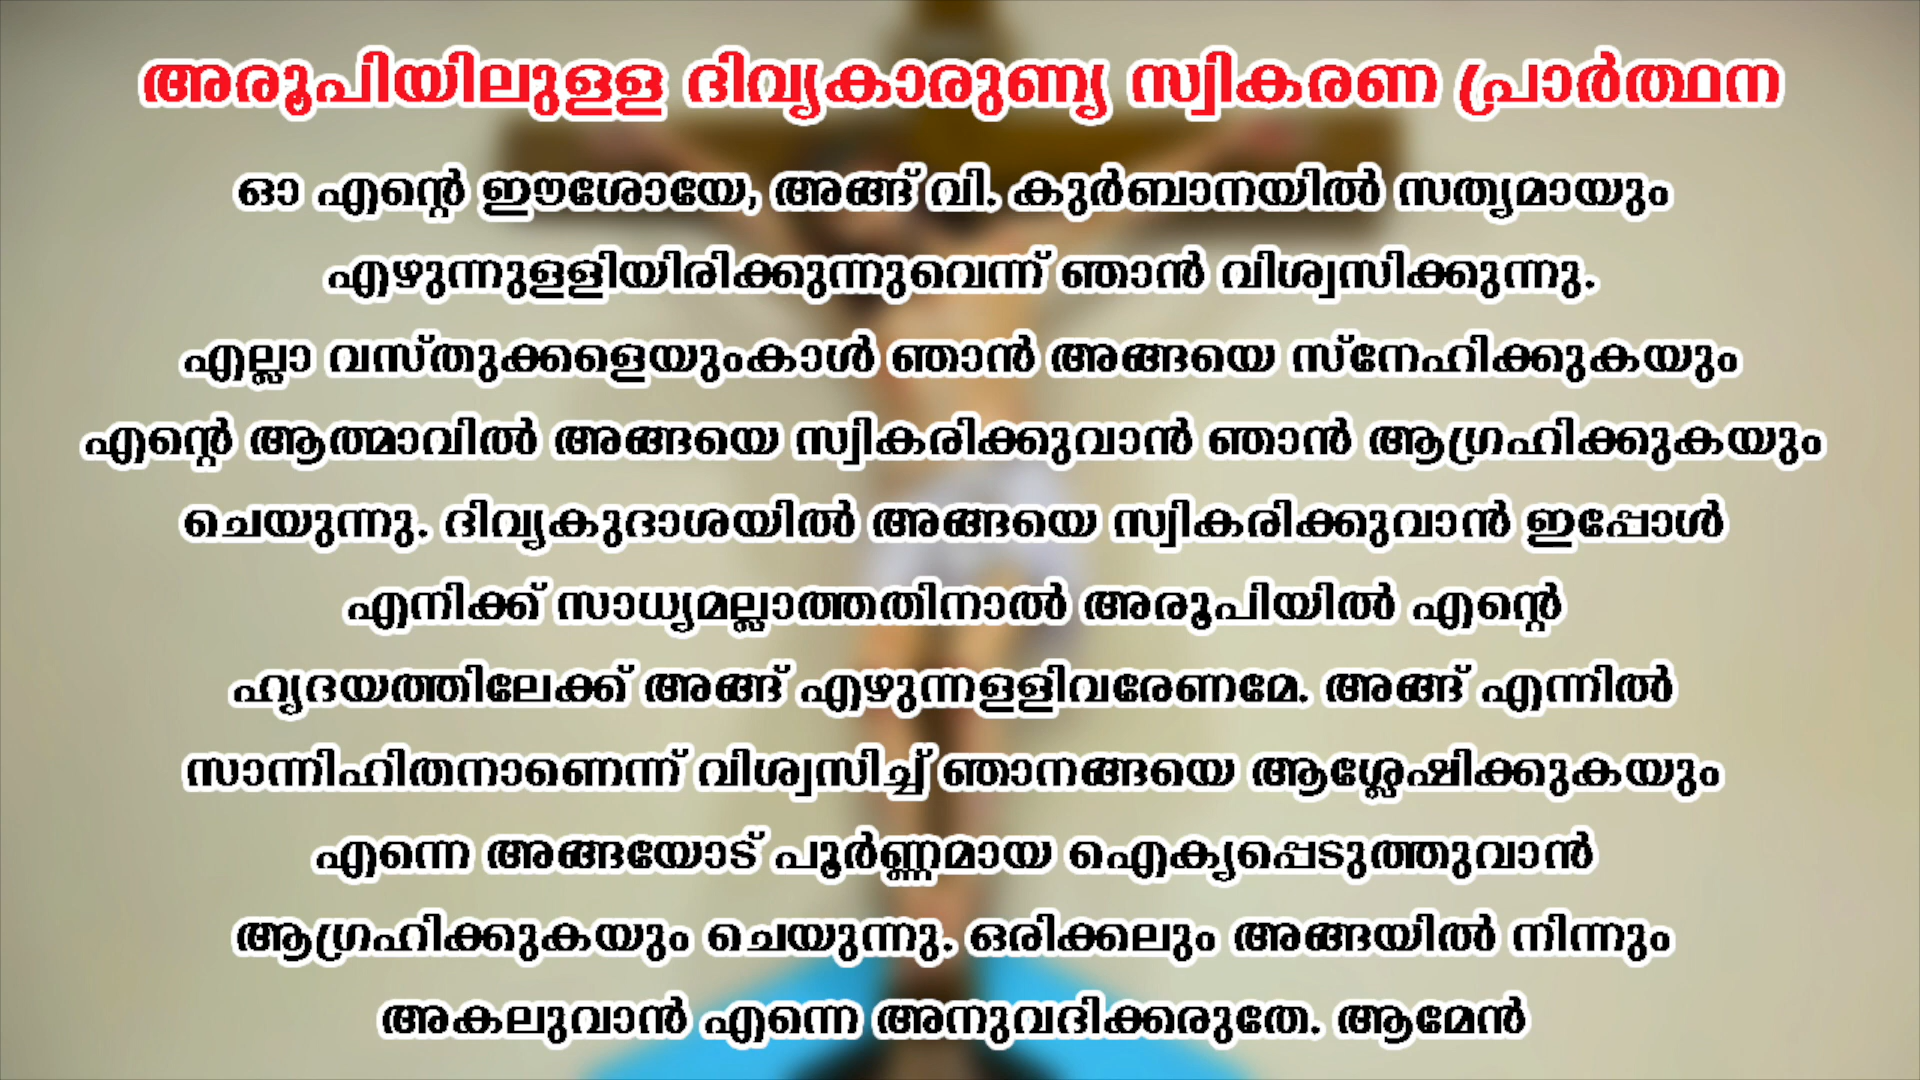 അരൂപിയിലുളള ദിവ്യകാരുണ്യ സ്വികരണ പ്രാർത്ഥന
ഓ എന്റെ ഈശോയേ, അങ്ങ് വി. കുർബാനയിൽ സത്യമായും
എഴുന്നുളളിയിരിക്കുന്നുവെന്ന് ഞാൻ വിശ്വസിക്കുന്നു.
എല്ലാ വസ്തുക്കളെയുംകാൾ ഞാൻ അങ്ങയെ സ്നേഹിക്കുകയും
എന്റെ ആത്മാവിൽ അങ്ങയെ സ്വികരിക്കുവാൻ ഞാൻ ആഗ്രഹിക്കുകയും
ചെയുന്നു. ദിവ്യകുദാശയിൽ അങ്ങയെ സ്വികരിക്കുവാൻ ഇപ്പോൾ
എനിക്ക് സാധ്യമല്ലാത്തതിനാൽ അരൂപിയിൽ എന്റെ
ഹൃദയത്തിലേക്ക് അങ്ങ് എഴുന്നളളിവരേണമേ. അങ്ങ് എന്നിൽ
സാന്നിഹിതനാണെന്ന് വിശ്വസിച്ച് ഞാനങ്ങയെ ആശ്ലേഷിക്കുകയും
എന്നെ അങ്ങയോട് പൂർണ്ണമായ ഐക്യപ്പെടുത്തുവാൻ
ആഗ്രഹിക്കുകയും ചെയുന്നു. ഒരിക്കലും അങ്ങയിൽ നിന്നും
അകലുവാൻ എന്നെ അനുവദിക്കരുതേ. ആമേൻ